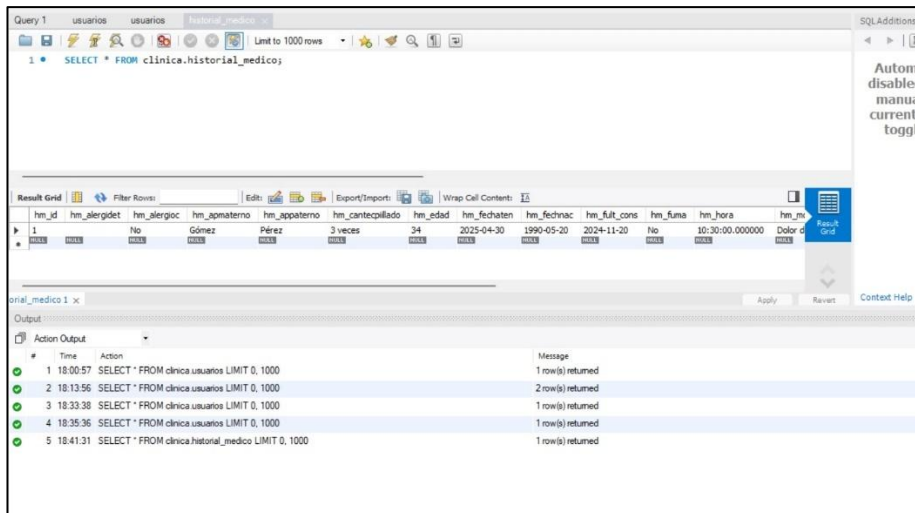 Query 1 usuarios usuarios historial_medico ×
SQLAdditions
Limit to 1000 rows
1 SELECT * FROM clinica.historial_medico;
Autom
disable
manua
current
toggl
Result Grid Filter Rows: Edit: Export/Import: Wrap Cell Content:
hm_id hm_alergidet hm_alergioc hm_apmaterno hm_appaterno hm_cantecpillado hm_edad hm_fechaten hm_fechnac hm_fult_cons hm_fuma hm_hora hm_mo
1 No Gómez Pérez 3 veces 34 2025-04-30 1990-05-20 2024-11-20 No 10:30:00.000000 Dolor d
NULL NULL NULL NULL NULL NULL NULL NULL NULL NULL NULL NULL NULL
Result
Grid
orial_medico 1 ×
Apply Revert
Context Help
Output
Action Output
# Time Action Message
1 18:00:57 SELECT * FROM clinica.usuarios LIMIT 0, 1000 1 row(s) returned
2 18:13:56 SELECT * FROM clinica.usuarios LIMIT 0, 1000 2 row(s) returned
3 18:33:38 SELECT * FROM clinica.usuarios LIMIT 0, 1000 1 row(s) returned
4 18:35:36 SELECT * FROM clinica.usuarios LIMIT 0, 1000 1 row(s) returned
5 18:41:31 SELECT * FROM clinica.historial_medico LIMIT 0, 1000 1 row(s) returned